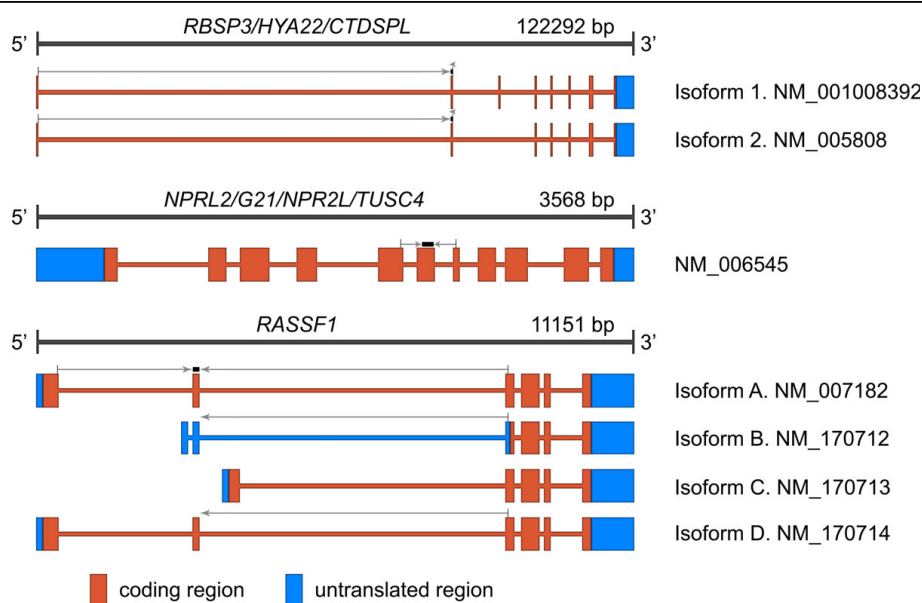 RBSP3/HYA22/CTDSPL 122292 bp
5’ 3’
Isoform 1. NM_001008392
Isoform 2. NM_005808
NPRL2/G21/NPR2L/TUSC4 3568 bp
5’ 3’
NM_006545
RASSF1 11151 bp
5’ 3’
Isoform A. NM_007182
Isoform B. NM_170712
Isoform C. NM_170713
Isoform D. NM_170714
coding region untranslated region